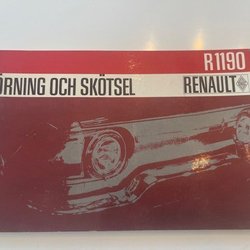 R1190
ÖRNING OCH SKÖTSEL RENAULT